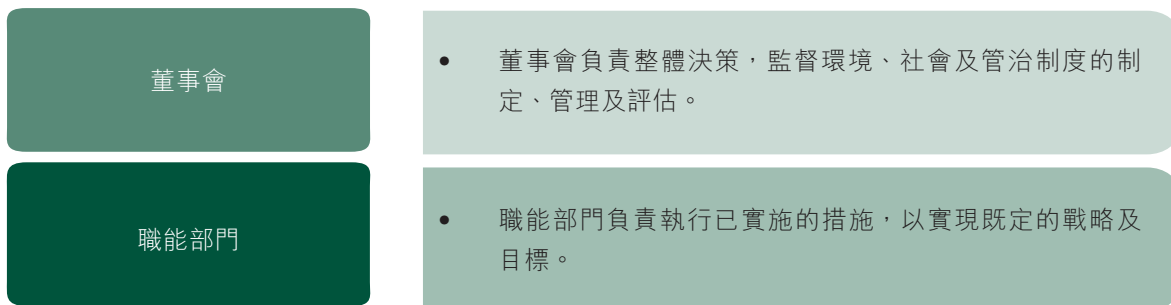 董事會
• 董事會負責整體決策，監督環境、社會及管治制度的制
定、管理及評估。
職能部門
• 職能部門負責執行已實施的措施，以實現既定的戰略及
目標。